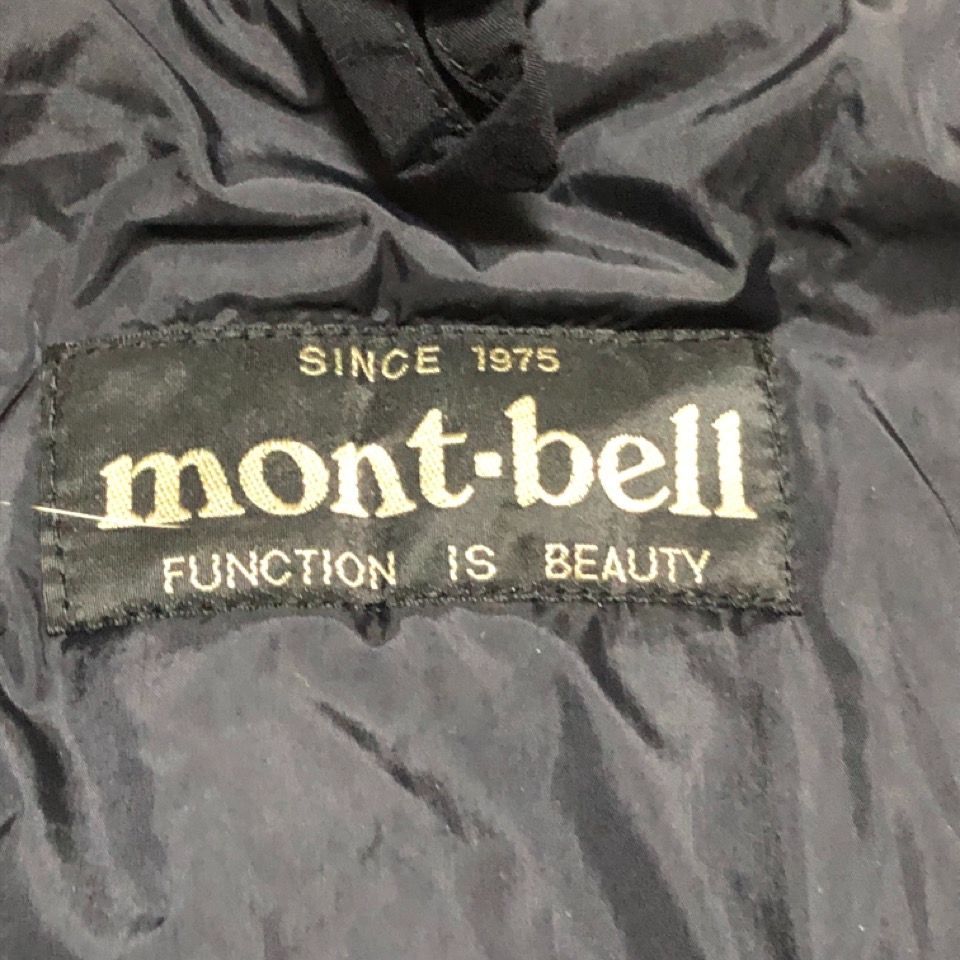 SINCE 1975
mont·bell
FUNCTION IS BEAUTY